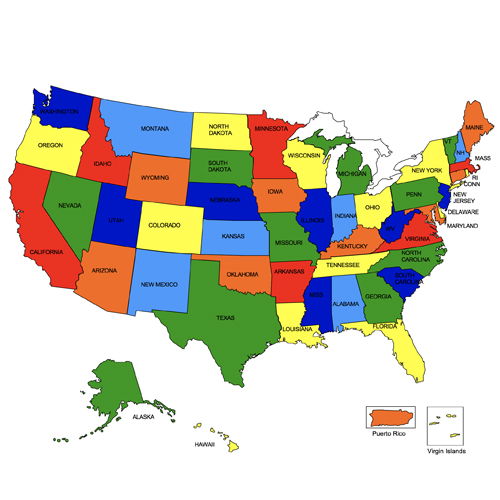 WASHINGTON
OREGON
CALIFORNIA
IDAHO
NEVADA
MONTANA
WYOMING
UTAH
ARIZONA
COLORADO
NEW MEXICO
NORTH
DAKOTA
SOUTH
DAKOTA
NEBRASKA
KANSAS
OKLAHOMA
TEXAS
MINNESOTA
IOWA
MISSOURI
ARKANSAS
LOUISIANA
WISCONSIN
ILLINOIS
MICHIGAN
INDIANA
OHIO
KENTUCKY
TENNESSEE
MISS
ALABAMA
GEORGIA
FLORIDA
SOUTH
CAROLINA
NORTH
CAROLINA
VIRGINIA
WV
PENN
NEW YORK
VT
NH
MAINE
MASS
RI
CONN
NEW
JERSEY
DELAWARE
MARYLAND
ALASKA
HAWAII
Puerto Rico
Virgin Islands